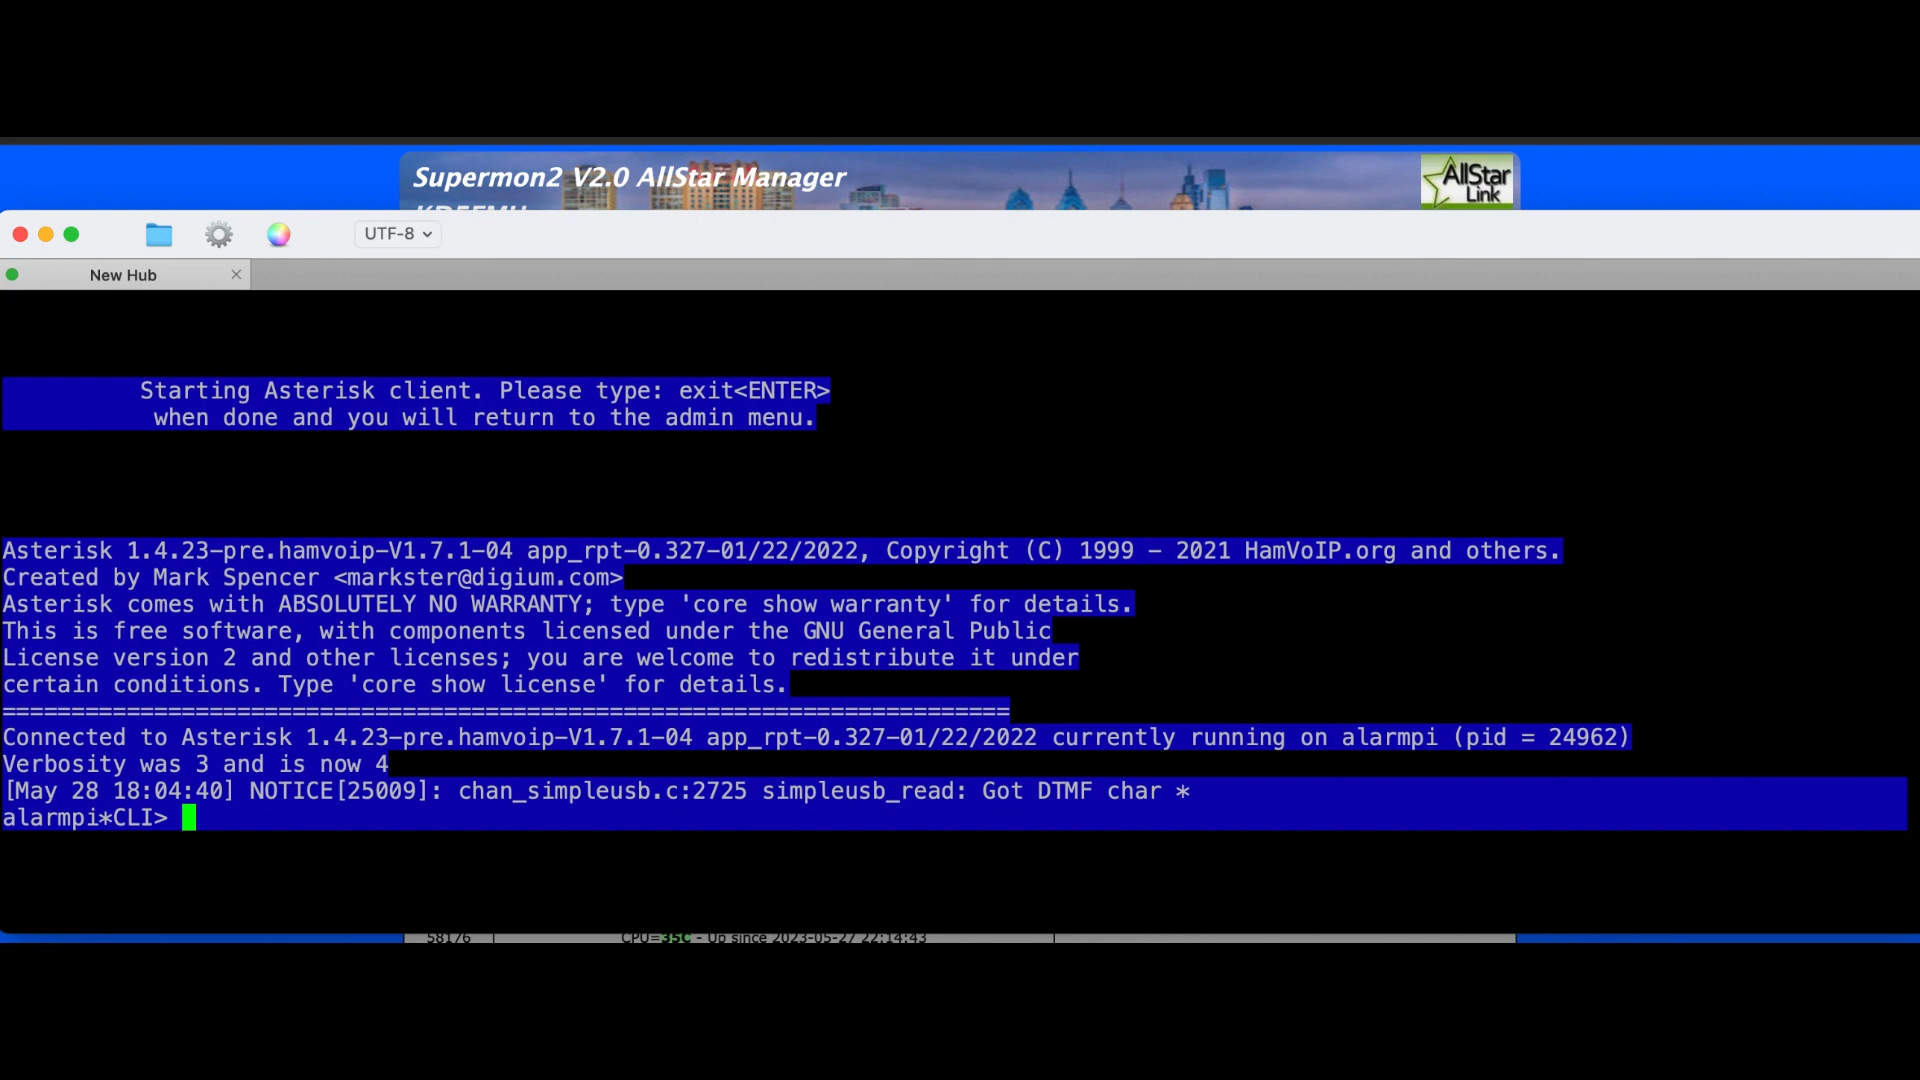 Supermon2 V2.0 AllStar Manager
AllStar
Link
UTF-8
New Hub
Starting Asterisk client. Please type: exit<ENTER>
when done and you will return to the admin menu.
Asterisk 1.4.23-pre.hamvoip-V1.7.1-04 app_rpt-0.327-01/22/2022, Copyright (C) 1999 - 2021 HamVoIP.org and others.
Created by Mark Spencer <markster@digium.com>
Asterisk comes with ABSOLUTELY NO WARRANTY; type 'core show warranty' for details.
This is free software, with components licensed under the GNU General Public
License version 2 and other licenses; you are welcome to redistribute it under
certain conditions. Type 'core show license' for details.
=========================================================================
Connected to Asterisk 1.4.23-pre.hamvoip-V1.7.1-04 app_rpt-0.327-01/22/2022 currently running on alarmpi (pid = 24962)
Verbosity was 3 and is now 4
[May 28 18:04:40] NOTICE[25009]: chan_simpleusb.c:2725 simpleusb_read: Got DTMF char *
alarmpi*CLI>
58176 CPU=35C - Up since 2023-05-27 22:14:43